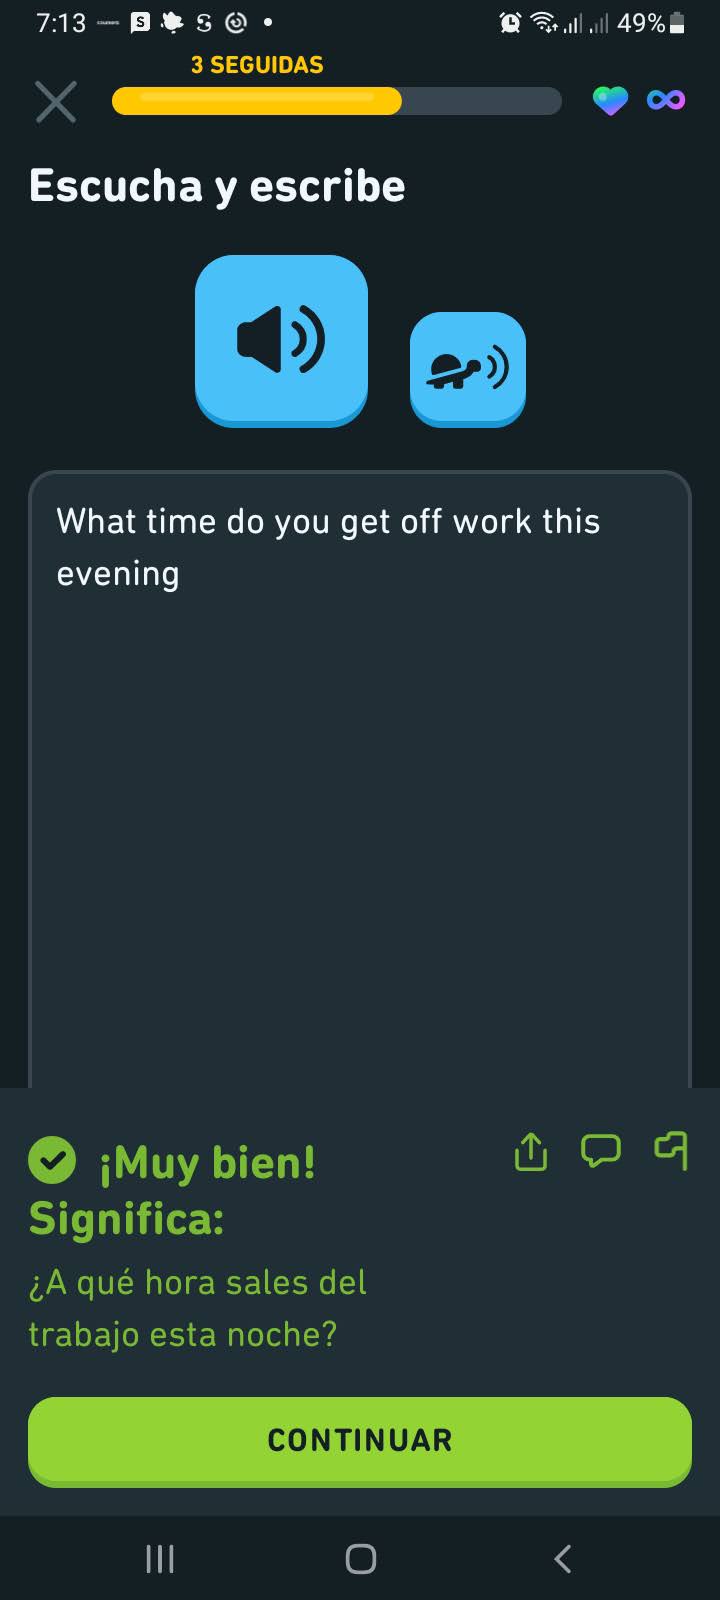 7:13
49%
3 SEGUIDAS
Escucha y escribe
What time do you get off work this
evening
¡Muy bien!
Significa:
¿A qué hora sales del
trabajo esta noche?
CONTINUAR